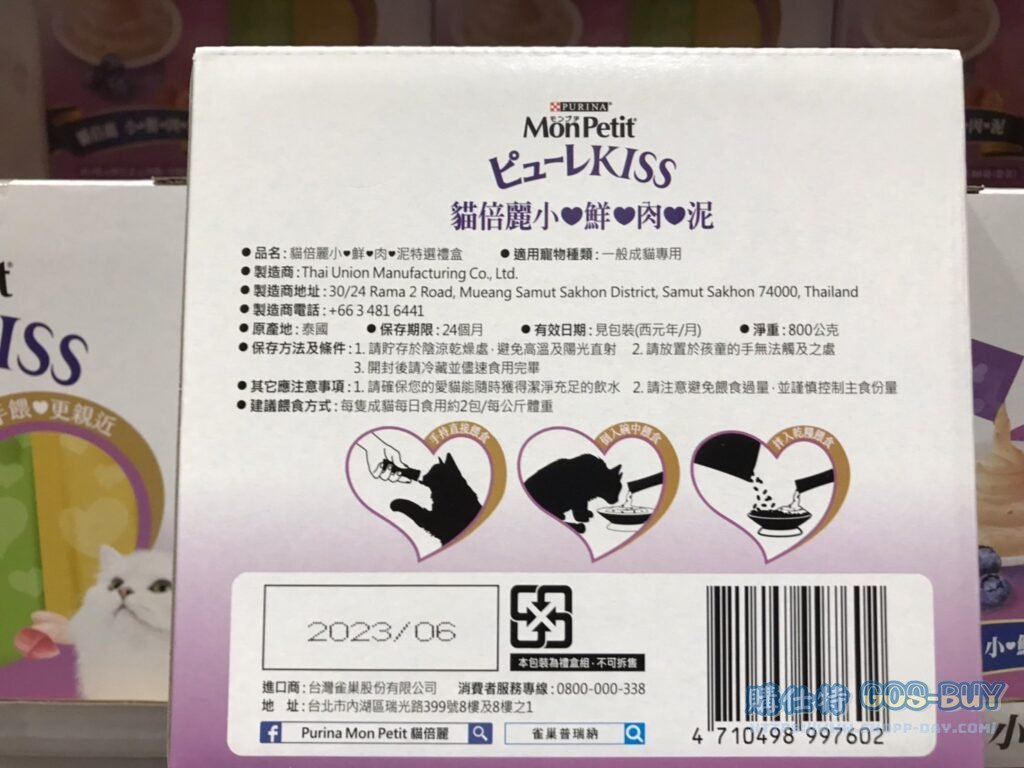 PURINA
モンプチ
MonPetit
ピューレKISS
貓倍麗小♥鮮♥肉♥泥
● 品名:貓倍麗小♥鮮♥肉♥泥特選禮盒 ● 適用寵物種類:一般成貓專用
● 製造商:Thai Union Manufacturing Co., Ltd.
● 製造商地址:30/24 Rama 2 Road, Mueang Samut Sakhon District, Samut Sakhon 74000, Thailand
● 製造商電話:+66 3 481 6441
● 原產地:泰國 ● 保存期限:24個月 ● 有效日期:見包裝(西元年/月) ● 淨重:800公克
● 保存方法及條件:1. 請貯存於陰涼乾燥處，避免高溫及陽光直射 2. 請放置於孩童的手無法觸及之處
3. 開封後請冷藏並儘速食用完畢
● 其它應注意事項:1. 請確保您的愛貓能隨時獲得潔淨充足的飲水 2. 請注意避免餵食過量，並謹慎控制主食份量
● 建議餵食方式:每隻成貓每日食用約2包/每公斤體重
手持直接餵食
倒入碗中餵食
拌入乾糧餵食
2023/06
本包裝為禮盒組，不可拆售
進口商:台灣雀巢股份有限公司 消費者服務專線:0800-000-338
地 址:台北市內湖區瑞光路399號8樓及8樓之1
Purina Mon Petit 貓倍麗
雀巢普瑞納
4 710498 997602
購仕特 GOS-BUY
ISS
手餵♥更親近
小♥